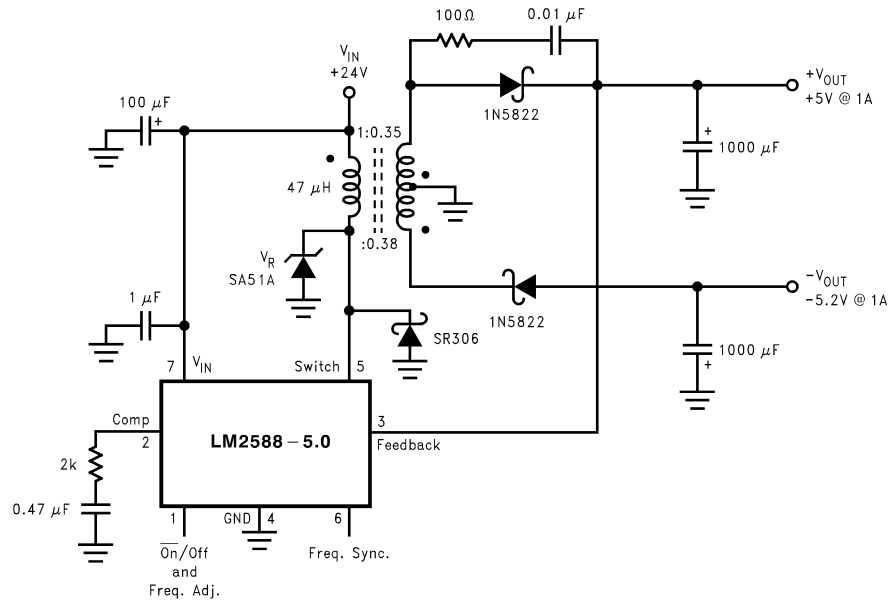 100Ω
0.01 μF
V_IN
+24V
+V_OUT
+5V @ 1A
100 μF
+
1N5822
+
1000 μF
1:0.35
47 μH
:0.38
V_R
SA51A
−V_OUT
−5.2V @ 1A
1 μF
1N5822
SR306
1000 μF
+
7
V_IN
Switch
5
Comp
2
LM2588−5.0
3
Feedback
2k
0.47 μF
1
GND
4
6
O̅n̅/Off
and
Freq. Adj.
Freq. Sync.